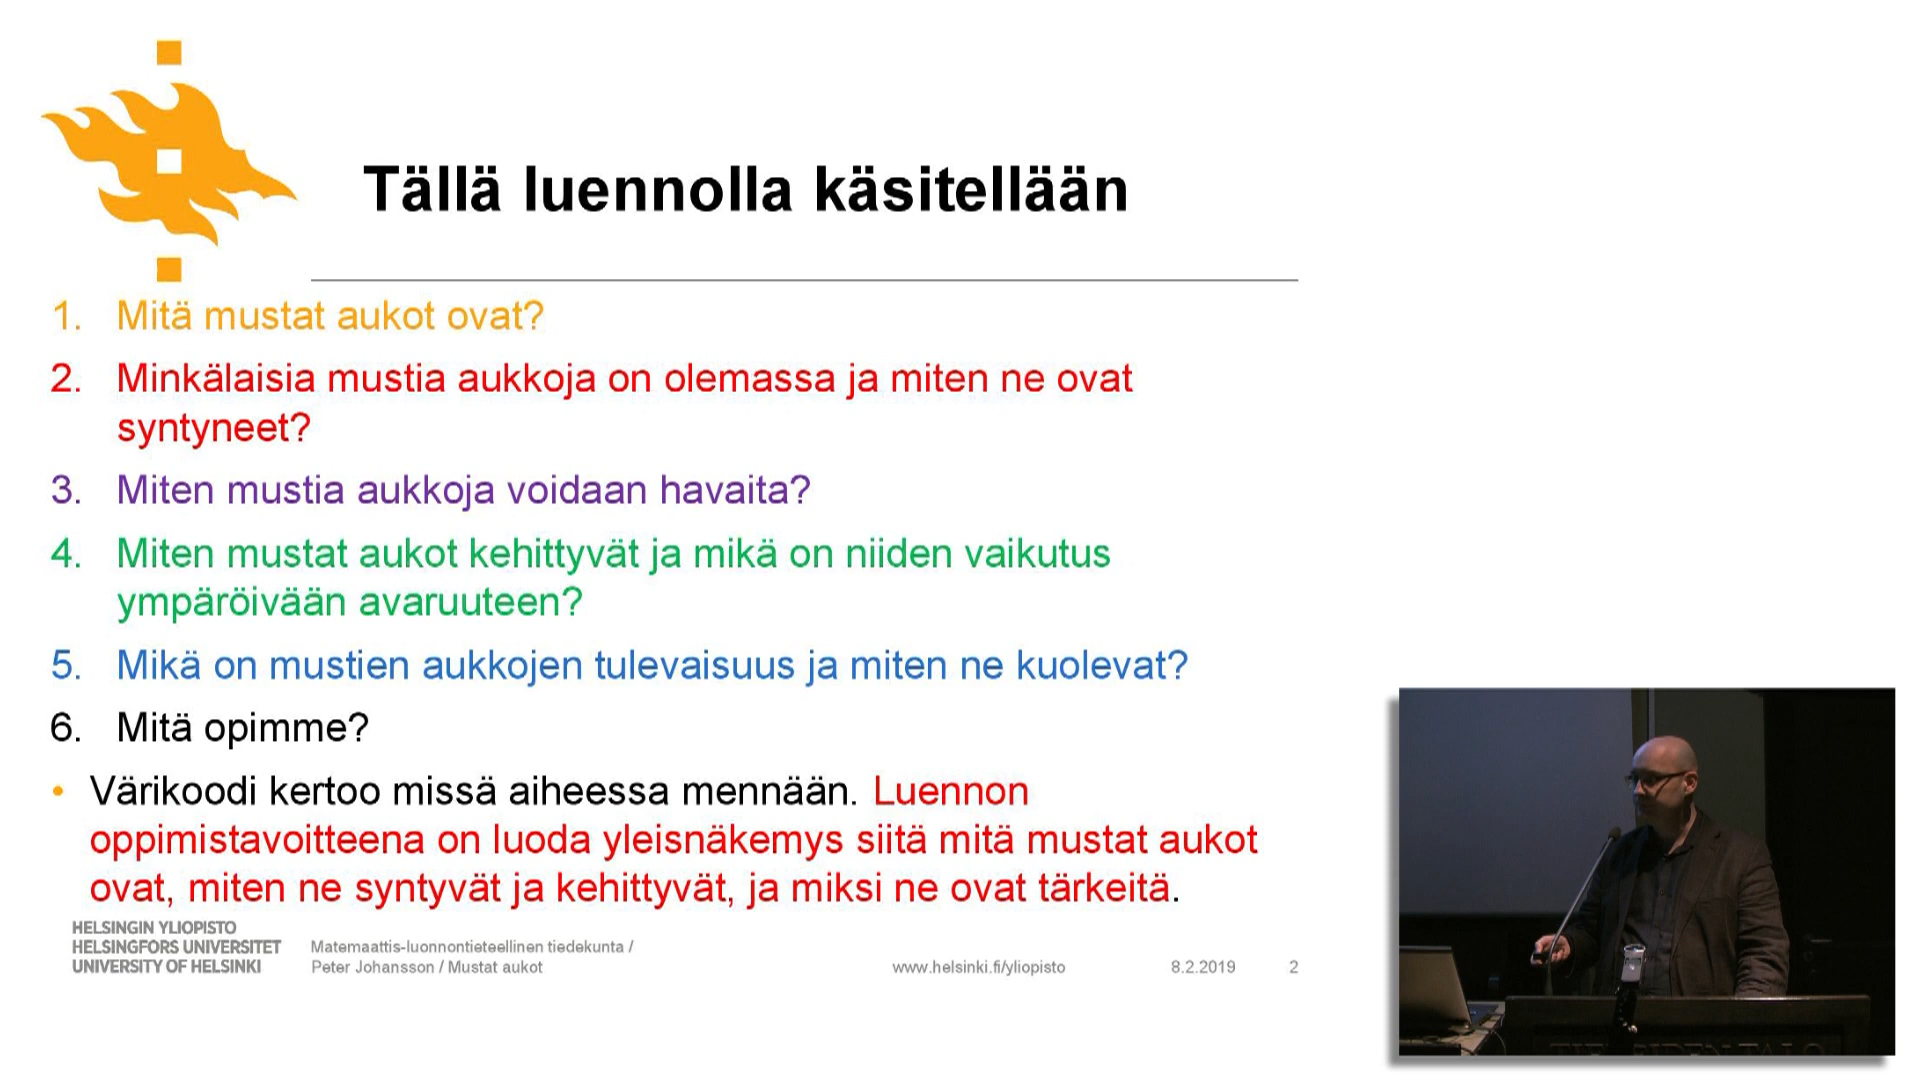 Tällä luennolla käsitellään
1. Mitä mustat aukot ovat?
2. Minkälaisia mustia aukkoja on olemassa ja miten ne ovat
syntyneet?
3. Miten mustia aukkoja voidaan havaita?
4. Miten mustat aukot kehittyvät ja mikä on niiden vaikutus
ympäröivään avaruuteen?
5. Mikä on mustien aukkojen tulevaisuus ja miten ne kuolevat?
6. Mitä opimme?
• Värikoodi kertoo missä aiheessa mennään. Luennon
oppimistavoitteena on luoda yleisnäkemys siitä mitä mustat aukot
ovat, miten ne syntyvät ja kehittyvät, ja miksi ne ovat tärkeitä.
HELSINGIN YLIOPISTO
HELSINGFORS UNIVERSITET
UNIVERSITY OF HELSINKI
Matemaattis-luonnontieteellinen tiedekunta /
Peter Johansson / Mustat aukot
www.helsinki.fi/yliopisto
8.2.2019
2